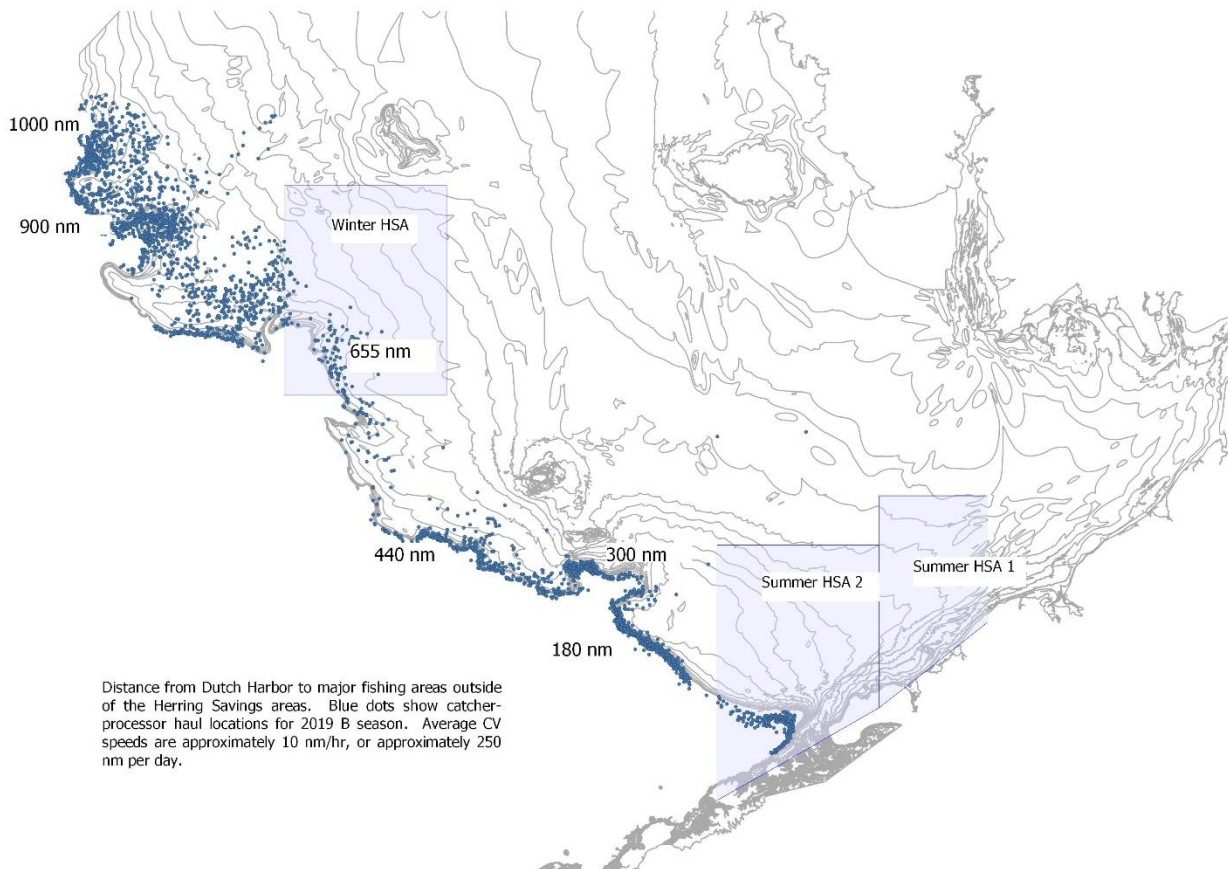 1000 nm
900 nm
Winter HSA
655 nm
440 nm
300 nm
Summer HSA 2
Summer HSA 1
180 nm
Distance from Dutch Harbor to major fishing areas outside
of the Herring Savings areas. Blue dots show catcher-
processor haul locations for 2019 B season. Average CV
speeds are approximately 10 nm/hr, or approximately 250
nm per day.